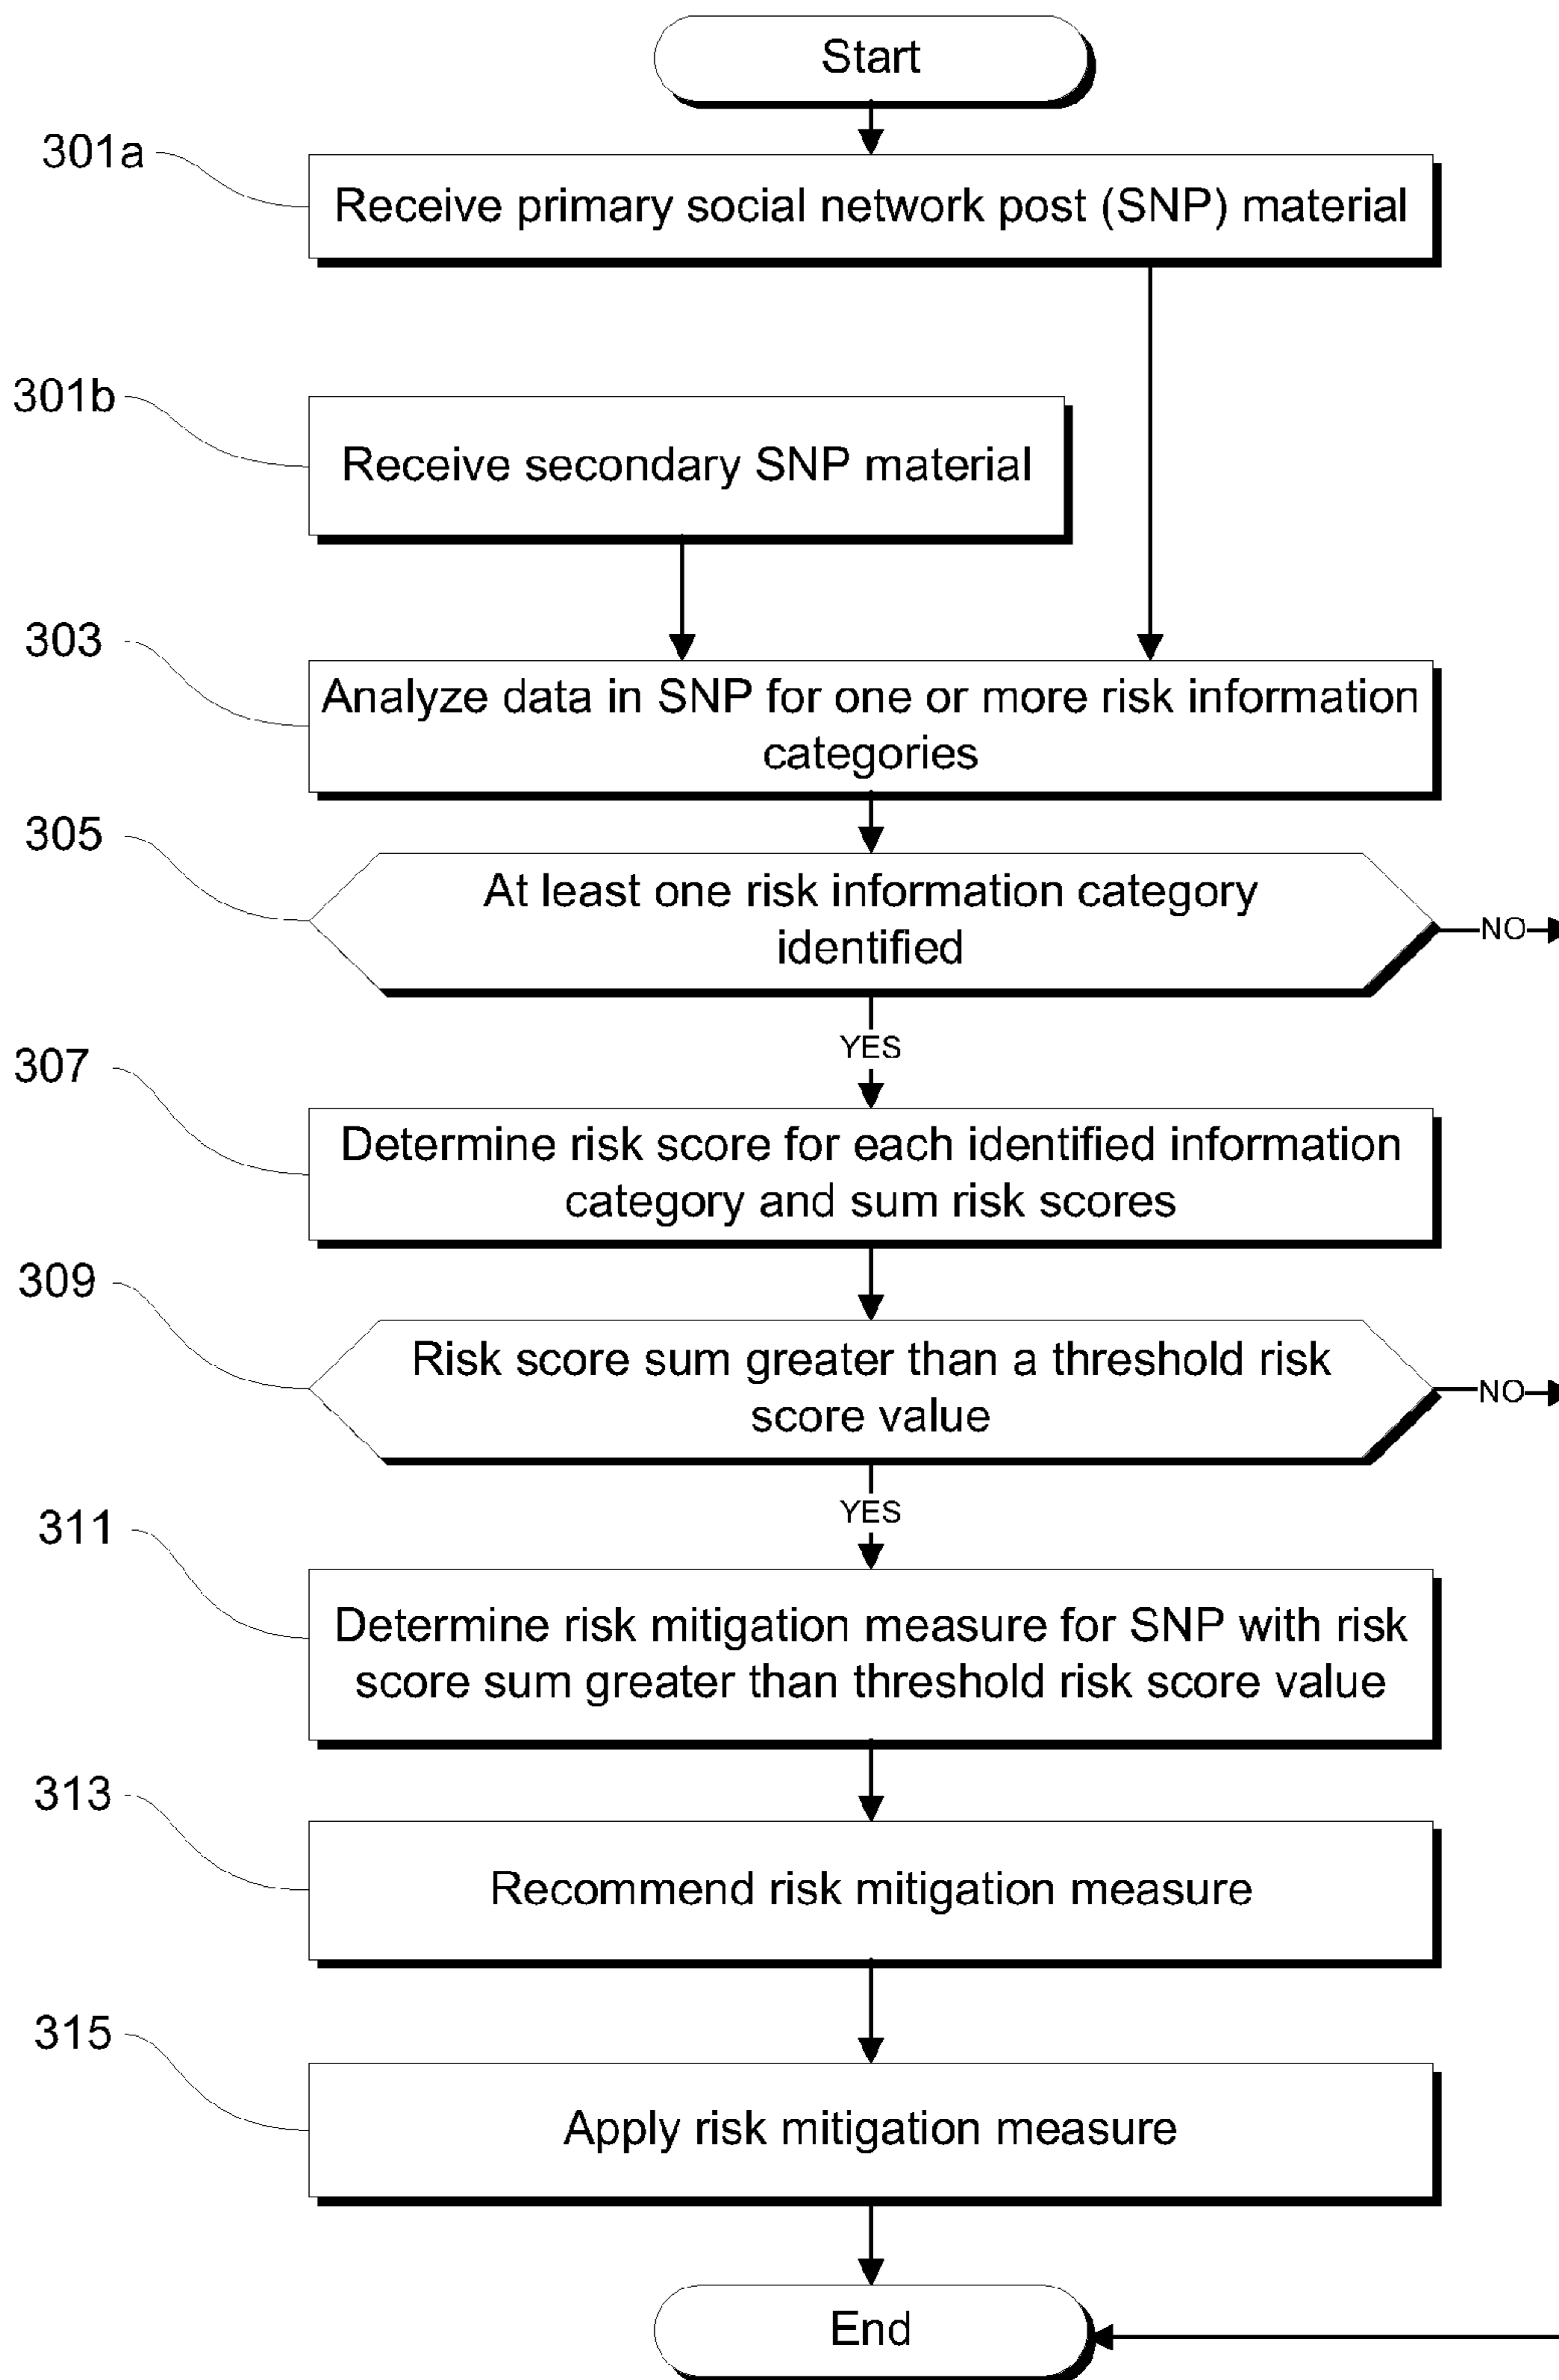 Start
301a
Receive primary social network post (SNP) material
301b
Receive secondary SNP material
303
Analyze data in SNP for one or more risk information
categories
305
At least one risk information category
identified
NO
YES
307
Determine risk score for each identified information
category and sum risk scores
309
Risk score sum greater than a threshold risk
score value
NO
YES
311
Determine risk mitigation measure for SNP with risk
score sum greater than threshold risk score value
313
Recommend risk mitigation measure
315
Apply risk mitigation measure
End